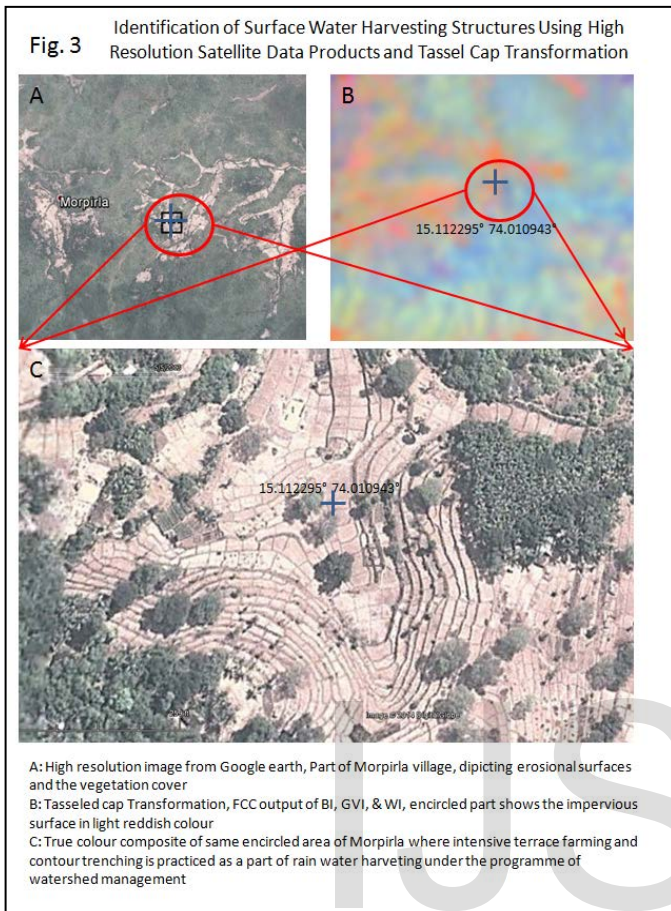 Fig. 3
Identification of Surface Water Harvesting Structures Using High
Resolution Satellite Data Products and Tassel Cap Transformation
A
Morpirla
B
15.112295° 74.010943°
C
15.112295° 74.010943°
A: High resolution image from Google earth, Part of Morpirla village, dipicting erosional surfaces
and the vegetation cover
B: Tasseled cap Transformation, FCC output of BI, GVI, & WI, encircled part shows the impervious
surface in light reddish colour
C: True colour composite of same encircled area of Morpirla where intensive terrace farming and
contour trenching is practiced as a part of rain water harveting under the programme of
watershed management
IJS